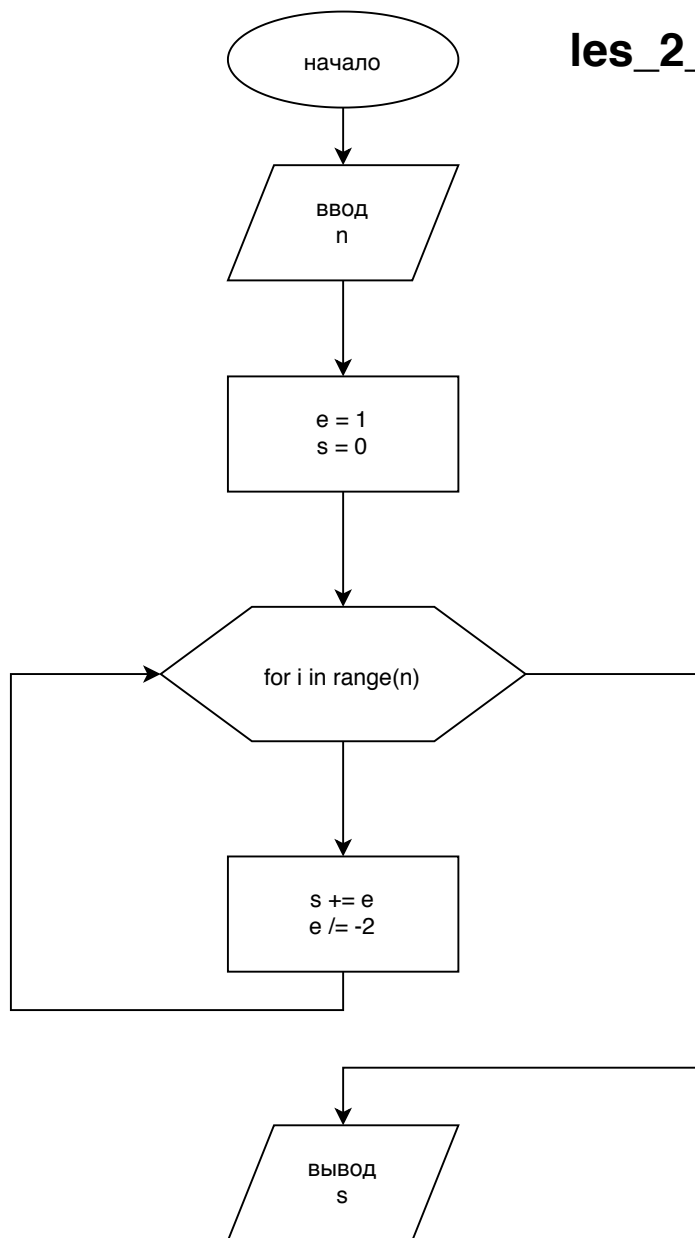 начало
les_2_
ввод
n
e = 1
s = 0
for i in range(n)
s += e
e /= -2
вывод
s